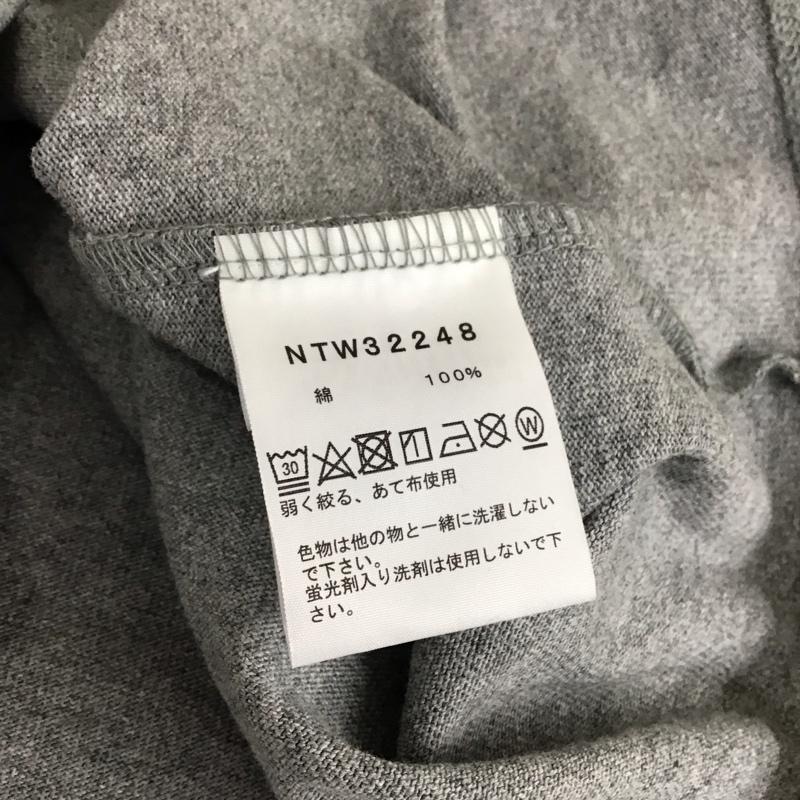 NTW32248
綿 100%
30 W
弱く絞る、あて布使用
色物は他の物と一緒に洗濯しない
で下さい。
蛍光剤入り洗剤は使用しないで下
さい。